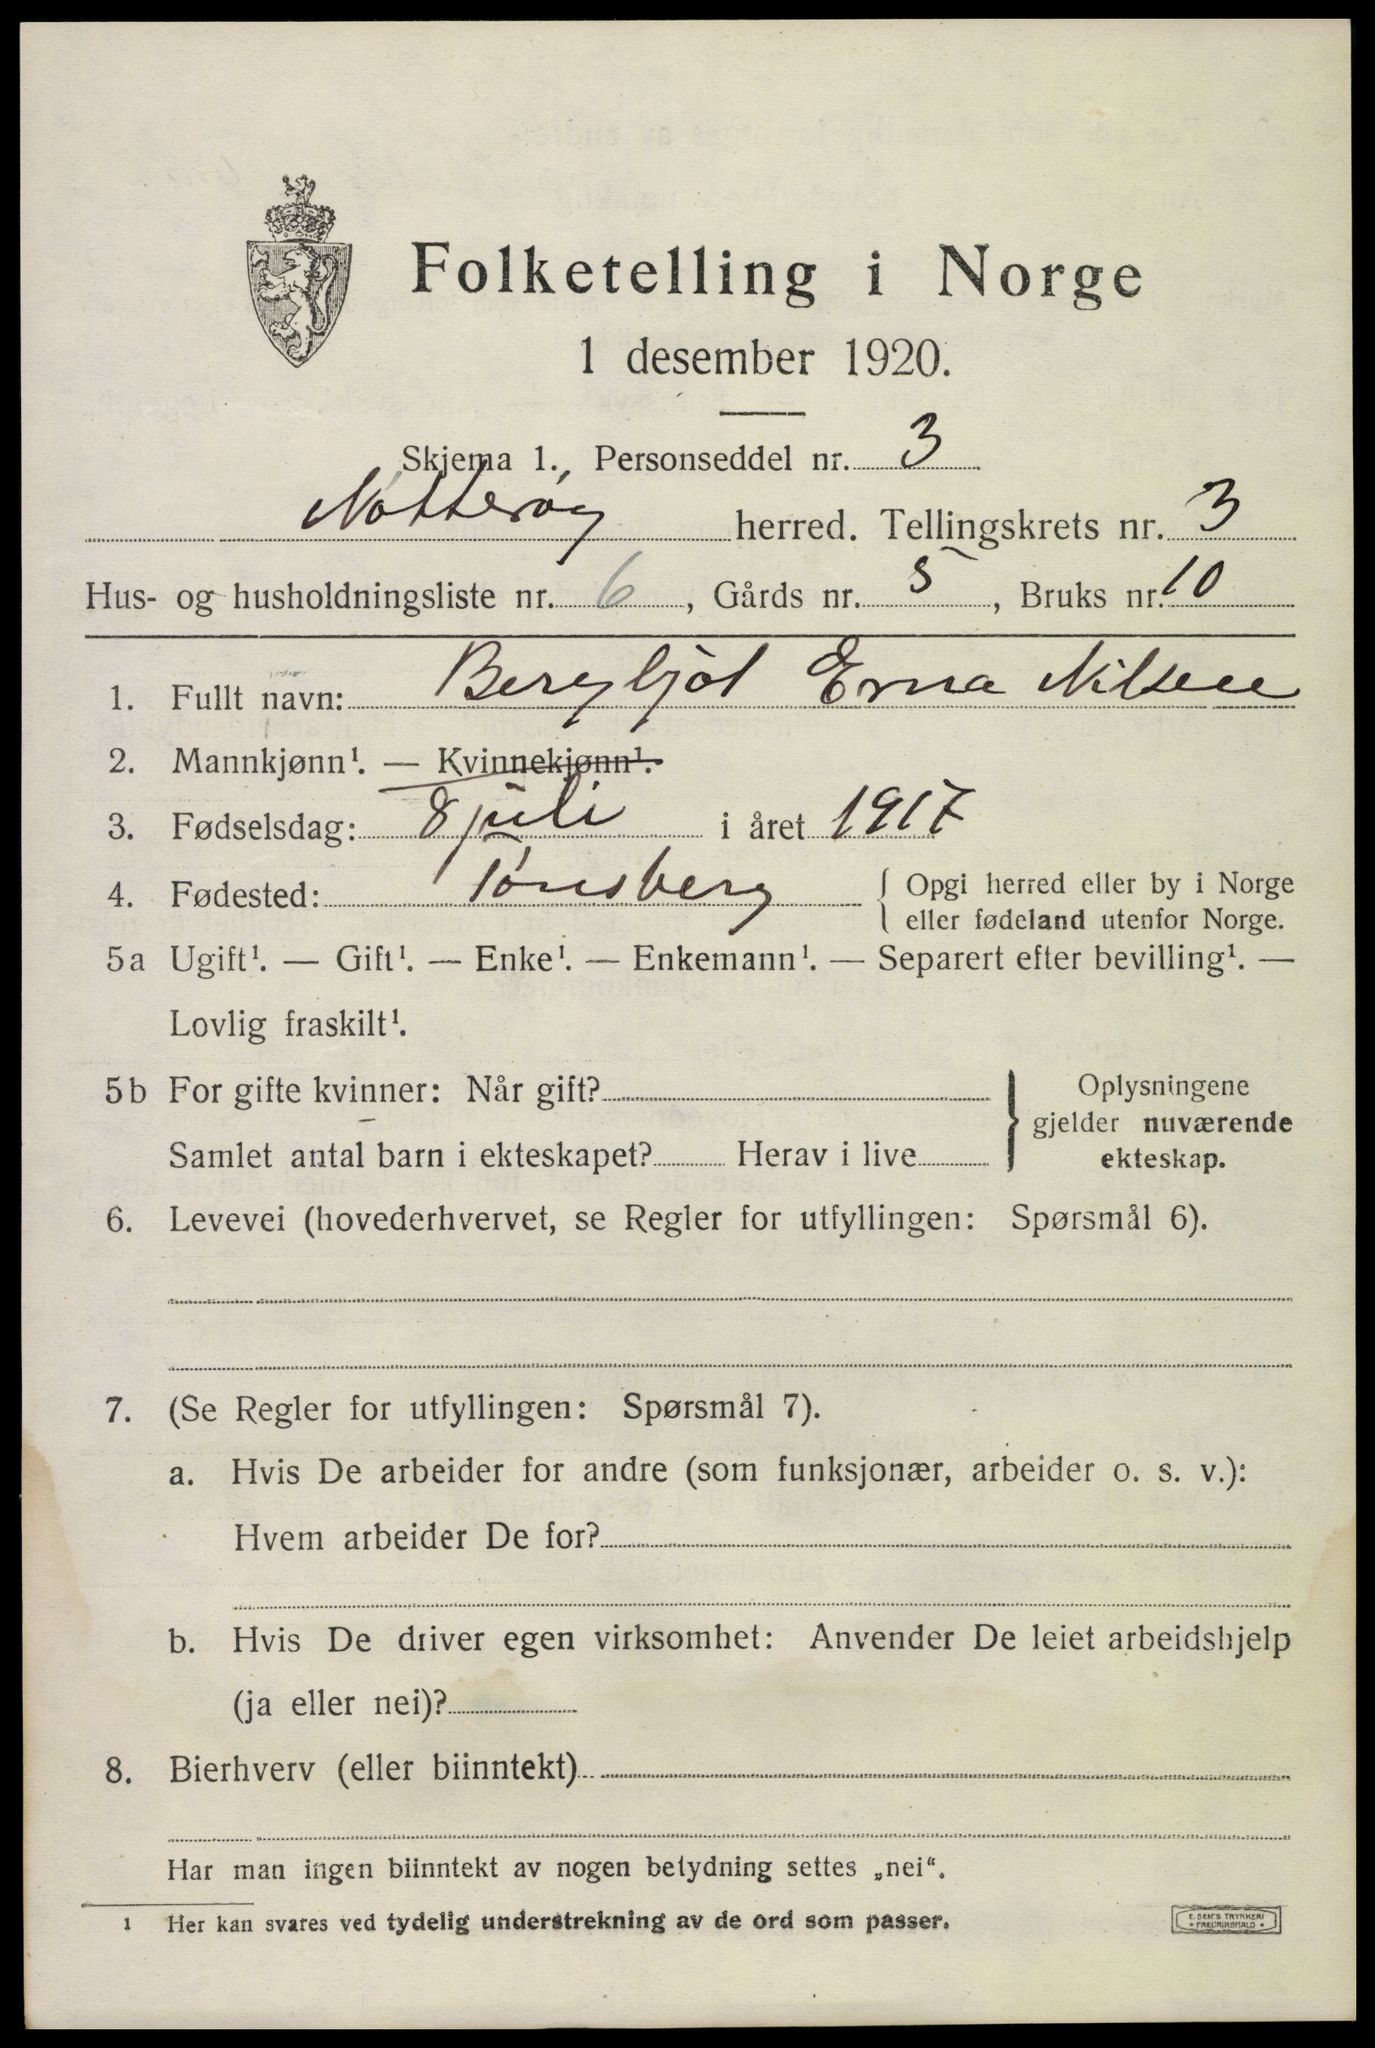 Folketelling i Norge
1 desember 1920.
Skjema 1. Personseddel nr. 3
Nøtterøy herred. Tellingskrets nr. 3
Hus- og husholdningsliste nr. 6, Gårds nr. 5, Bruks nr. 10
1. Fullt navn: Bergljot Erna Nilsen
2. Mannkjønn¹. — Kvinnekjønn¹.
3. Fødselsdag: 8 juli i året 1917
4. Fødested: Tønsberg { Opgi herred eller by i Norge
eller fødeland utenfor Norge.
5a Ugift¹. — Gift¹. — Enke¹. — Enkemann¹. — Separert efter bevilling¹. —
Lovlig fraskilt¹.
5b For gifte kvinner: Når gift? } Oplysningene
gjelder nuværende
Samlet antal barn i ekteskapet? Herav i live ekteskap.
6. Levevei (hovederhvervet, se Regler for utfyllingen: Spørsmål 6).
7. (Se Regler for utfyllingen: Spørsmål 7).
a. Hvis De arbeider for andre (som funksjonær, arbeider o. s. v.):
Hvem arbeider De for?
b. Hvis De driver egen virksomhet: Anvender De leiet arbeidshjelp
(ja eller nei)?
8. Bierhverv (eller biinntekt)
Har man ingen biinntekt av nogen betydning settes „nei“.
1 Her kan svares ved tydelig understrekning av de ord som passer.
E. SEM'S TRYKKERI
• FREDRIKSHALD •